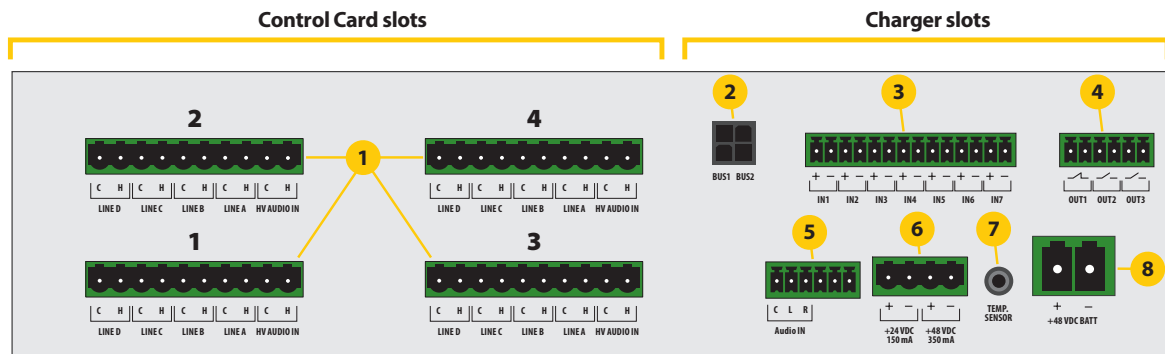 Control Card slots
Charger slots
2
4
C H C H C H C H C H
LINE D LINE C LINE B LINE A HV AUDIO IN
C H C H C H C H C H
LINE D LINE C LINE B LINE A HV AUDIO IN
1
1
3
C H C H C H C H C H
LINE D LINE C LINE B LINE A HV AUDIO IN
C H C H C H C H C H
LINE D LINE C LINE B LINE A HV AUDIO IN
2
BUS1 BUS2
3
+ − + − + − + − + − + − + −
IN1 IN2 IN3 IN4 IN5 IN6 IN7
4
OUT1 OUT2 OUT3
5
C L R
Audio IN
6
+ − + −
+24 VDC +48 VDC
150 mA 350 mA
7
TEMP.
SENSOR
8
+ −
+48 VDC BATT